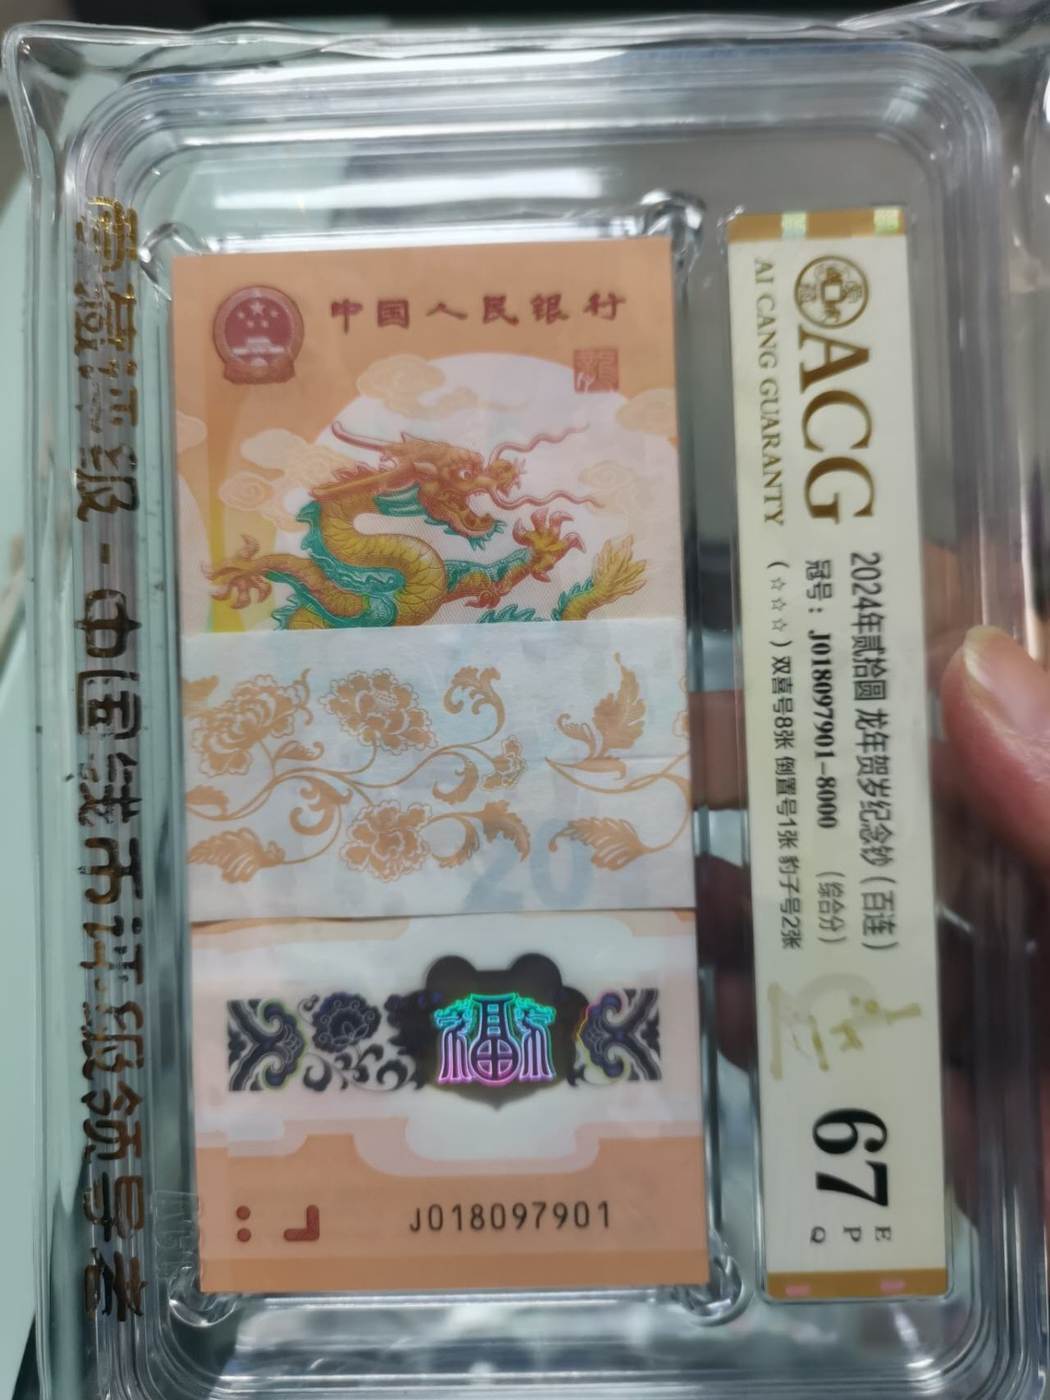 中国人民银行
龍
20
J018097901
ACG
AI CANG GUARANTY
2024年贰拾圆 龙年贺岁纪念钞（百连）
冠号：J018097901-8000 （综合分）
（☆☆☆）双喜号8张 倒置号1张 豹子号2张
67
E
P
Q
爱藏评级-中国钱币评级领导者